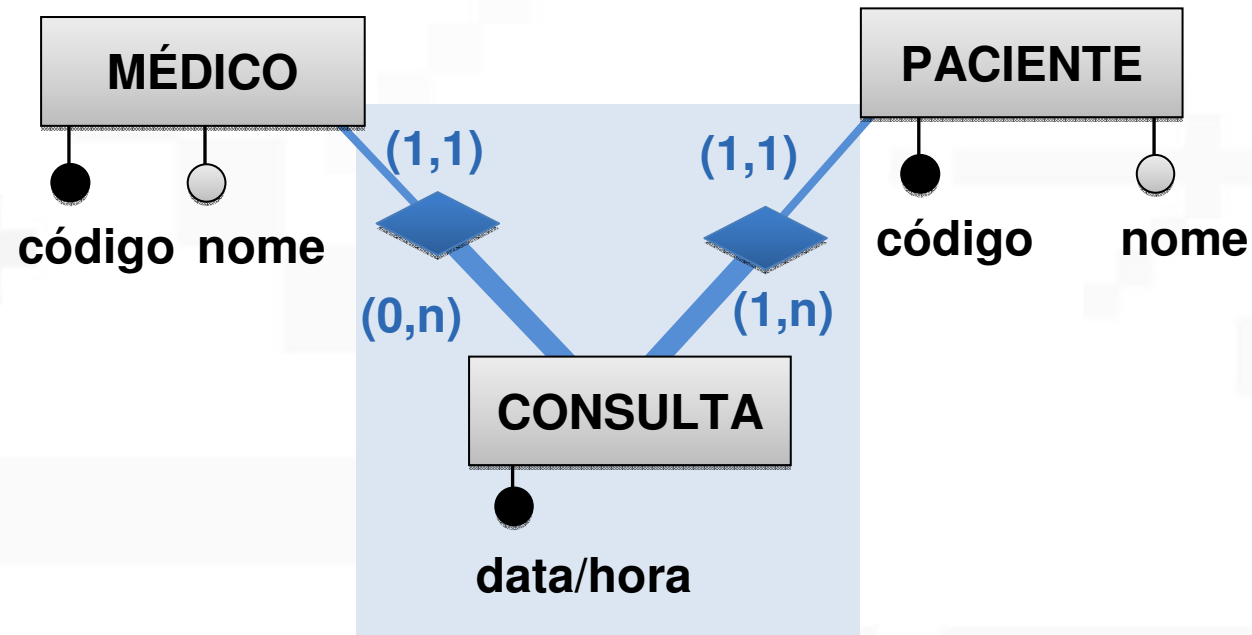 MÉDICO
PACIENTE
(1,1)
(1,1)
código nome
código nome
(0,n)
(1,n)
CONSULTA
data/hora